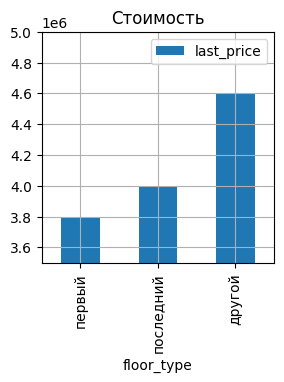 Стоимость
1e6
last_price
5.0
4.8
4.6
4.4
4.2
4.0
3.8
3.6
первый
последний
другой
floor_type